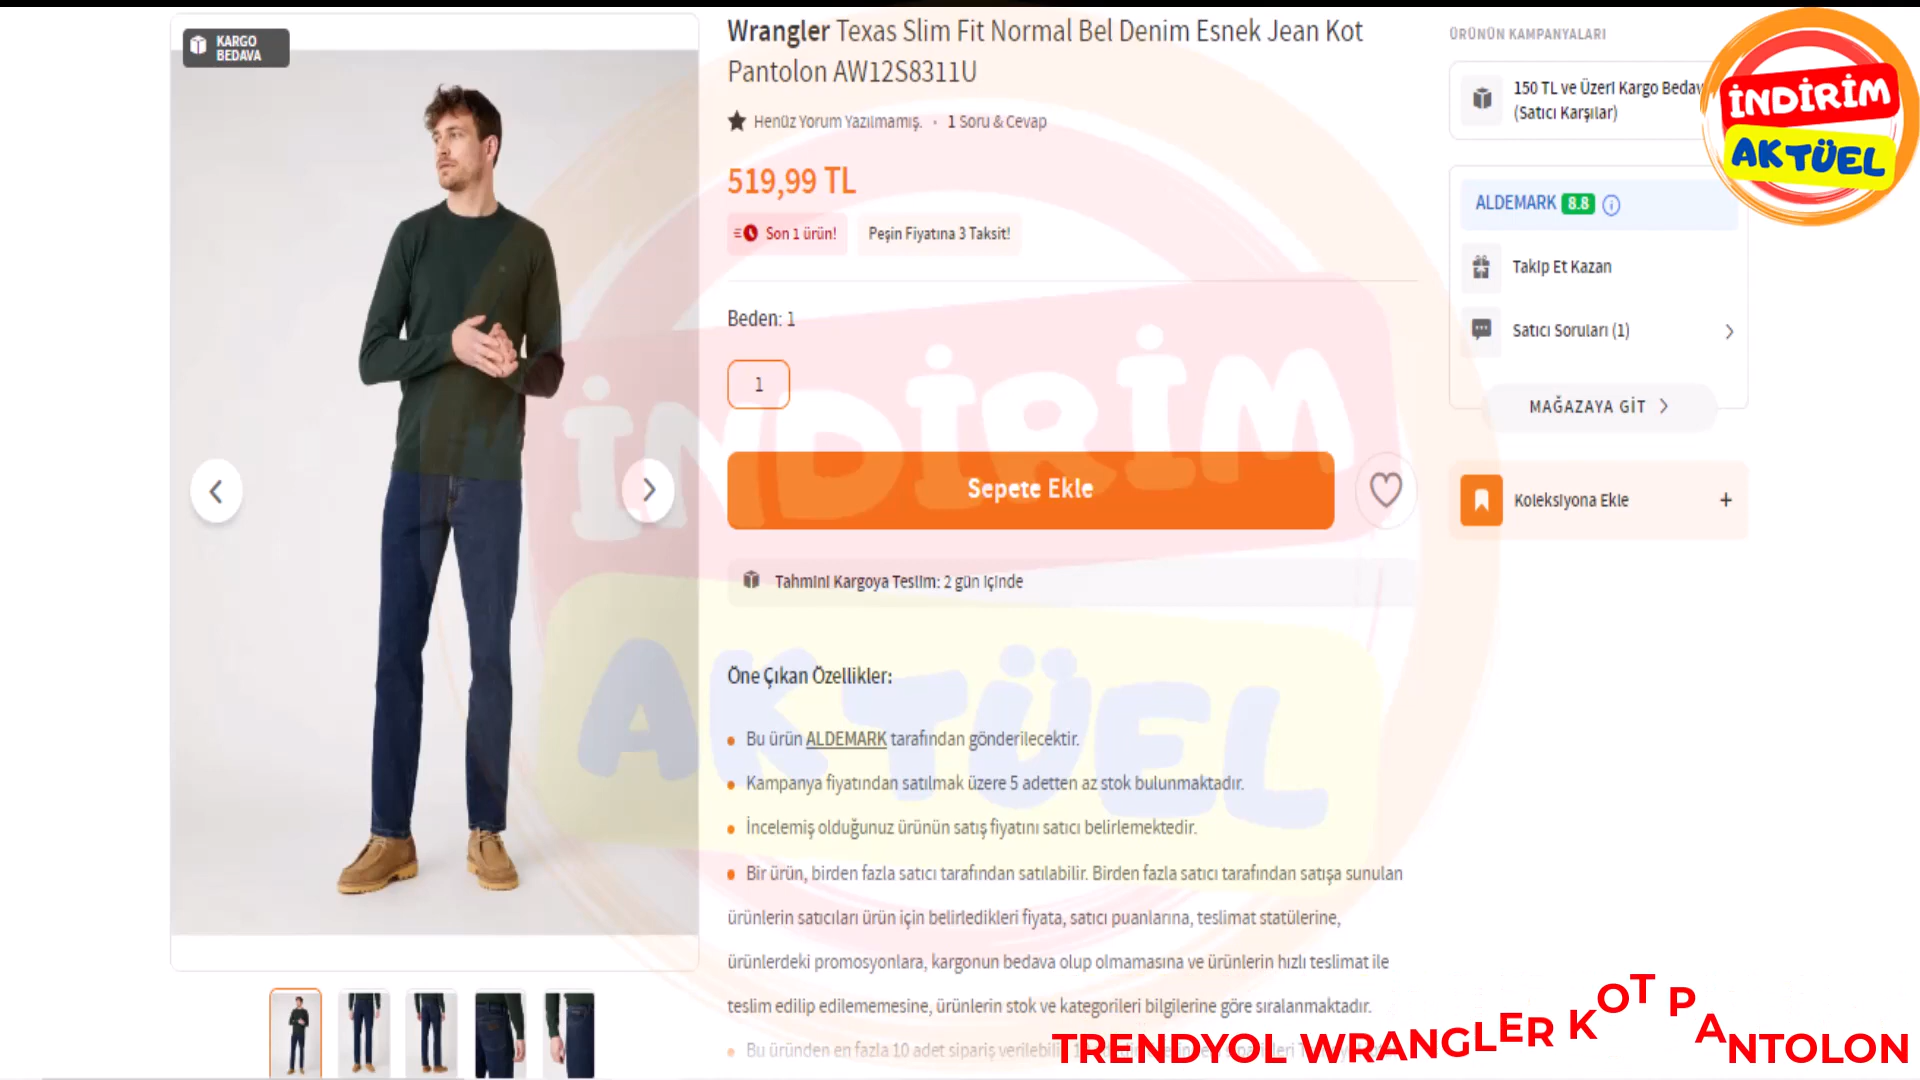 KARGO
BEDAVA
Wrangler Texas Slim Fit Normal Bel Denim Esnek Jean Kot
Pantolon AW12S8311U
Henüz Yorum Yazılmamış. · 1 Soru & Cevap
519,99 TL
Son 1 ürün!
Peşin Fiyatına 3 Taksit!
Beden: 1
1
Sepete Ekle
Tahmini Kargoya Teslim: 2 gün içinde
Öne Çıkan Özellikler:
Bu ürün ALDEMARK tarafından gönderilecektir.
Kampanya fiyatından satılmak üzere 5 adetten az stok bulunmaktadır.
İncelemiş olduğunuz ürünün satış fiyatını satıcı belirlemektedir.
Bir ürün, birden fazla satıcı tarafından satılabilir. Birden fazla satıcı tarafından satışa sunulan
ürünlerin satıcıları ürün için belirledikleri fiyata, satıcı puanlarına, teslimat statülerine,
ürünlerdeki promosyonlara, kargonun bedava olup olmamasına ve ürünlerin hızlı teslimat ile
teslim edilip edilememesine, ürünlerin stok ve kategorileri bilgilerine göre sıralanmaktadır.
Bu üründen en fazla 10 adet sipariş
ÜRÜNÜN KAMPANYALARI
150 TL ve Üzeri Kargo
(Satıcı Karşılar)
ALDEMARK 8.8
Takip Et Kazan
Satıcı Soruları (1)
MAĞAZAYA GİT
Koleksiyona Ekle +
İNDİRİM
AKTÜEL
İNDİRİM
AKTÜEL
TRENDYOL WRANGLER KOT PANTOLON